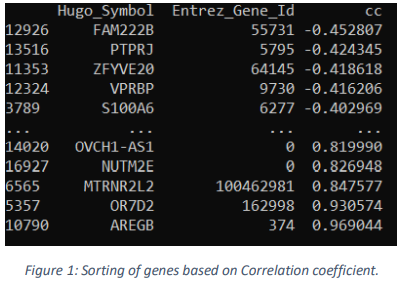 Hugo_Symbol Entrez_Gene_Id cc
12926 FAM222B 55731 -0.452807
13516 PTPRJ 5795 -0.424345
11353 ZFYVE20 64145 -0.418618
12324 VPRBP 9730 -0.416206
3789 S100A6 6277 -0.402969
... ... ... ...
14020 OVCH1-AS1 0 0.819990
16927 NUTM2E 0 0.826948
6565 MTRNR2L2 100462981 0.847577
5357 OR7D2 162998 0.930574
10790 AREGB 374 0.969044
Figure 1: Sorting of genes based on Correlation coefficient.